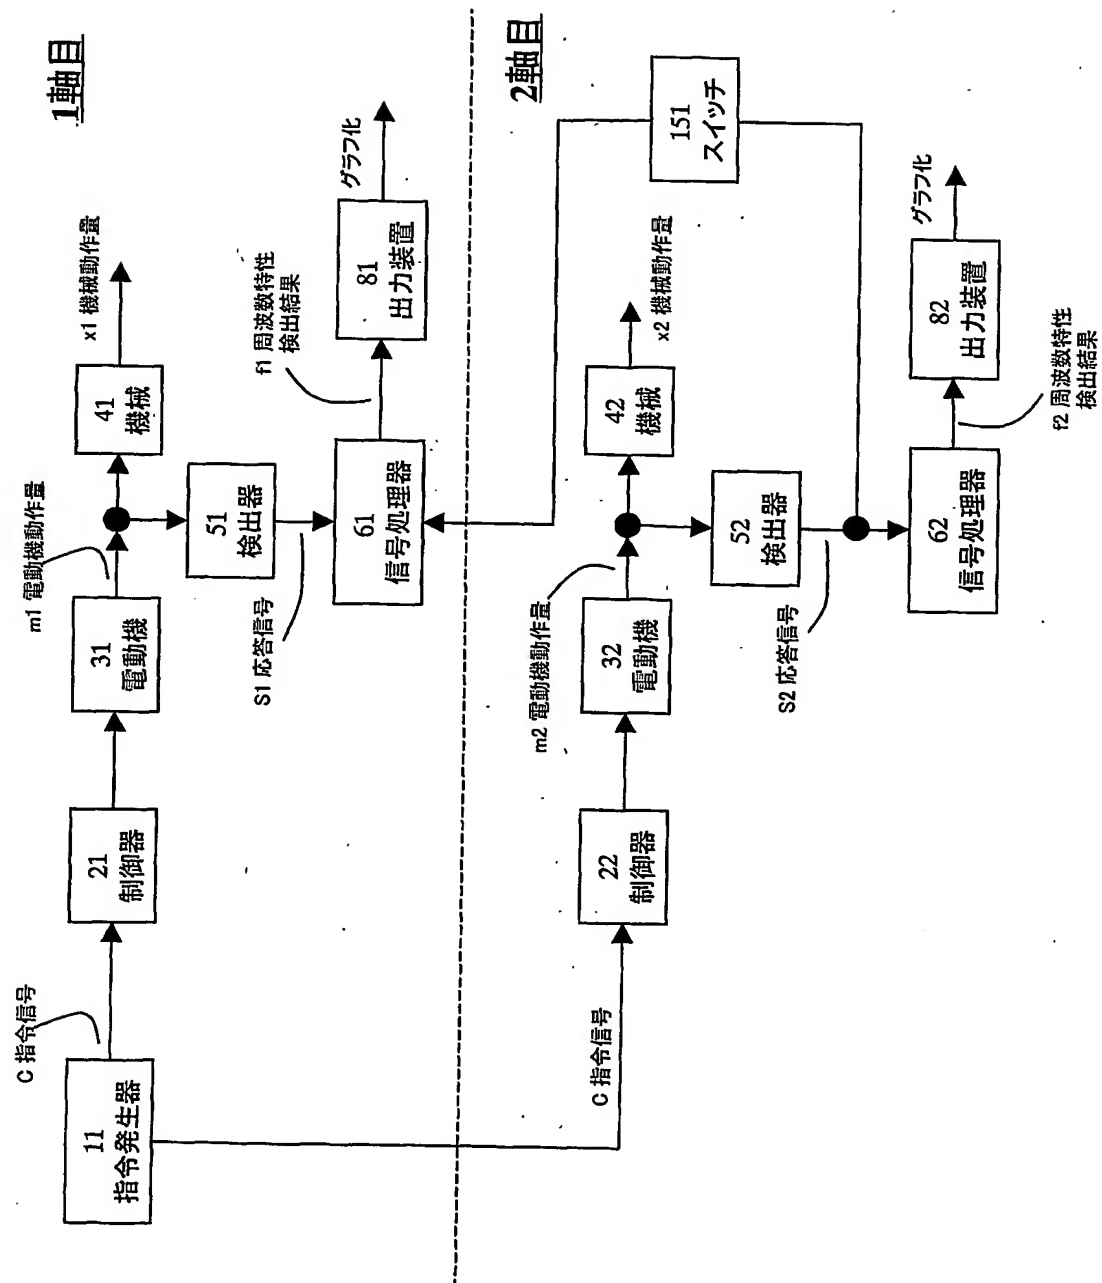 1軸目
C 指令信号
11
指令発生器
21
制御器
m1 電動機動作量
31
電動機
41
機械
x1 機械動作量
51
検出器
S1 応答信号
61
信号処理器
f1 周波数特性
検出結果
81
出力装置
グラフ化
2軸目
C 指令信号
22
制御器
m2 電動機動作量
32
電動機
42
機械
x2 機械動作量
52
検出器
S2 応答信号
151
スイッチ
62
信号処理器
f2 周波数特性
検出結果
82
出力装置
グラフ化